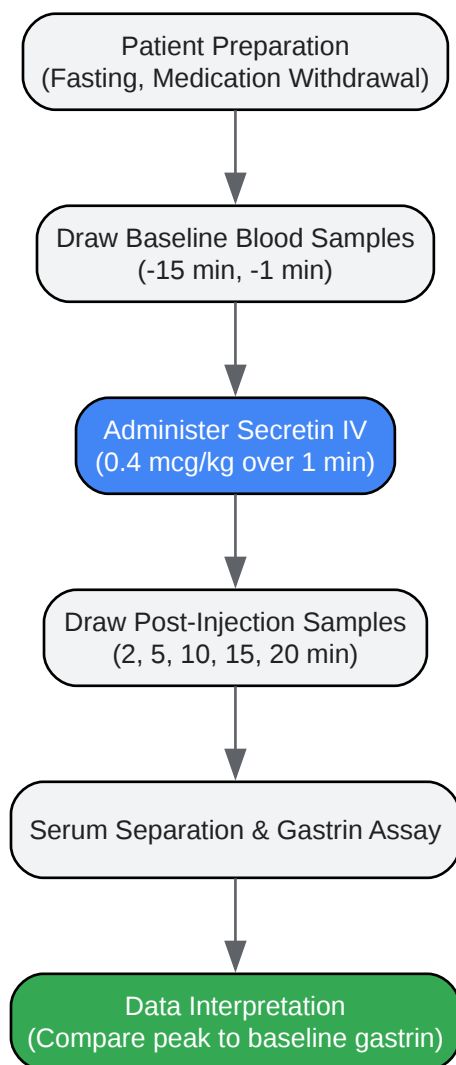 Patient Preparation
(Fasting, Medication Withdrawal)
Draw Baseline Blood Samples
(-15 min, -1 min)
Administer Secretin IV
(0.4 mcg/kg over 1 min)
Draw Post-Injection Samples
(2, 5, 10, 15, 20 min)
Serum Separation & Gastrin Assay
Data Interpretation
(Compare peak to baseline gastrin)